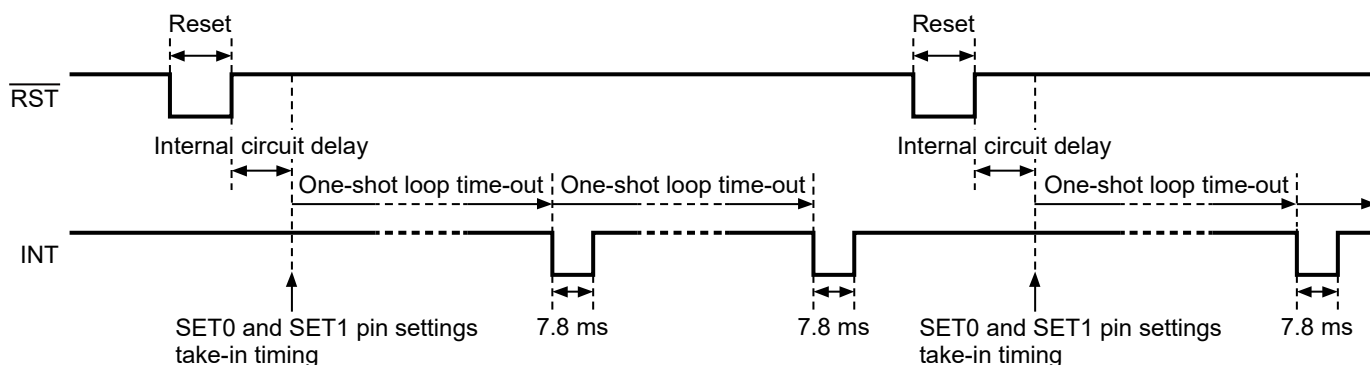 Reset
Reset
RST
Internal circuit delay
Internal circuit delay
One-shot loop time-out
One-shot loop time-out
One-shot loop time-out
INT
SET0 and SET1 pin settings
take-in timing
7.8 ms
7.8 ms
SET0 and SET1 pin settings
take-in timing
7.8 ms